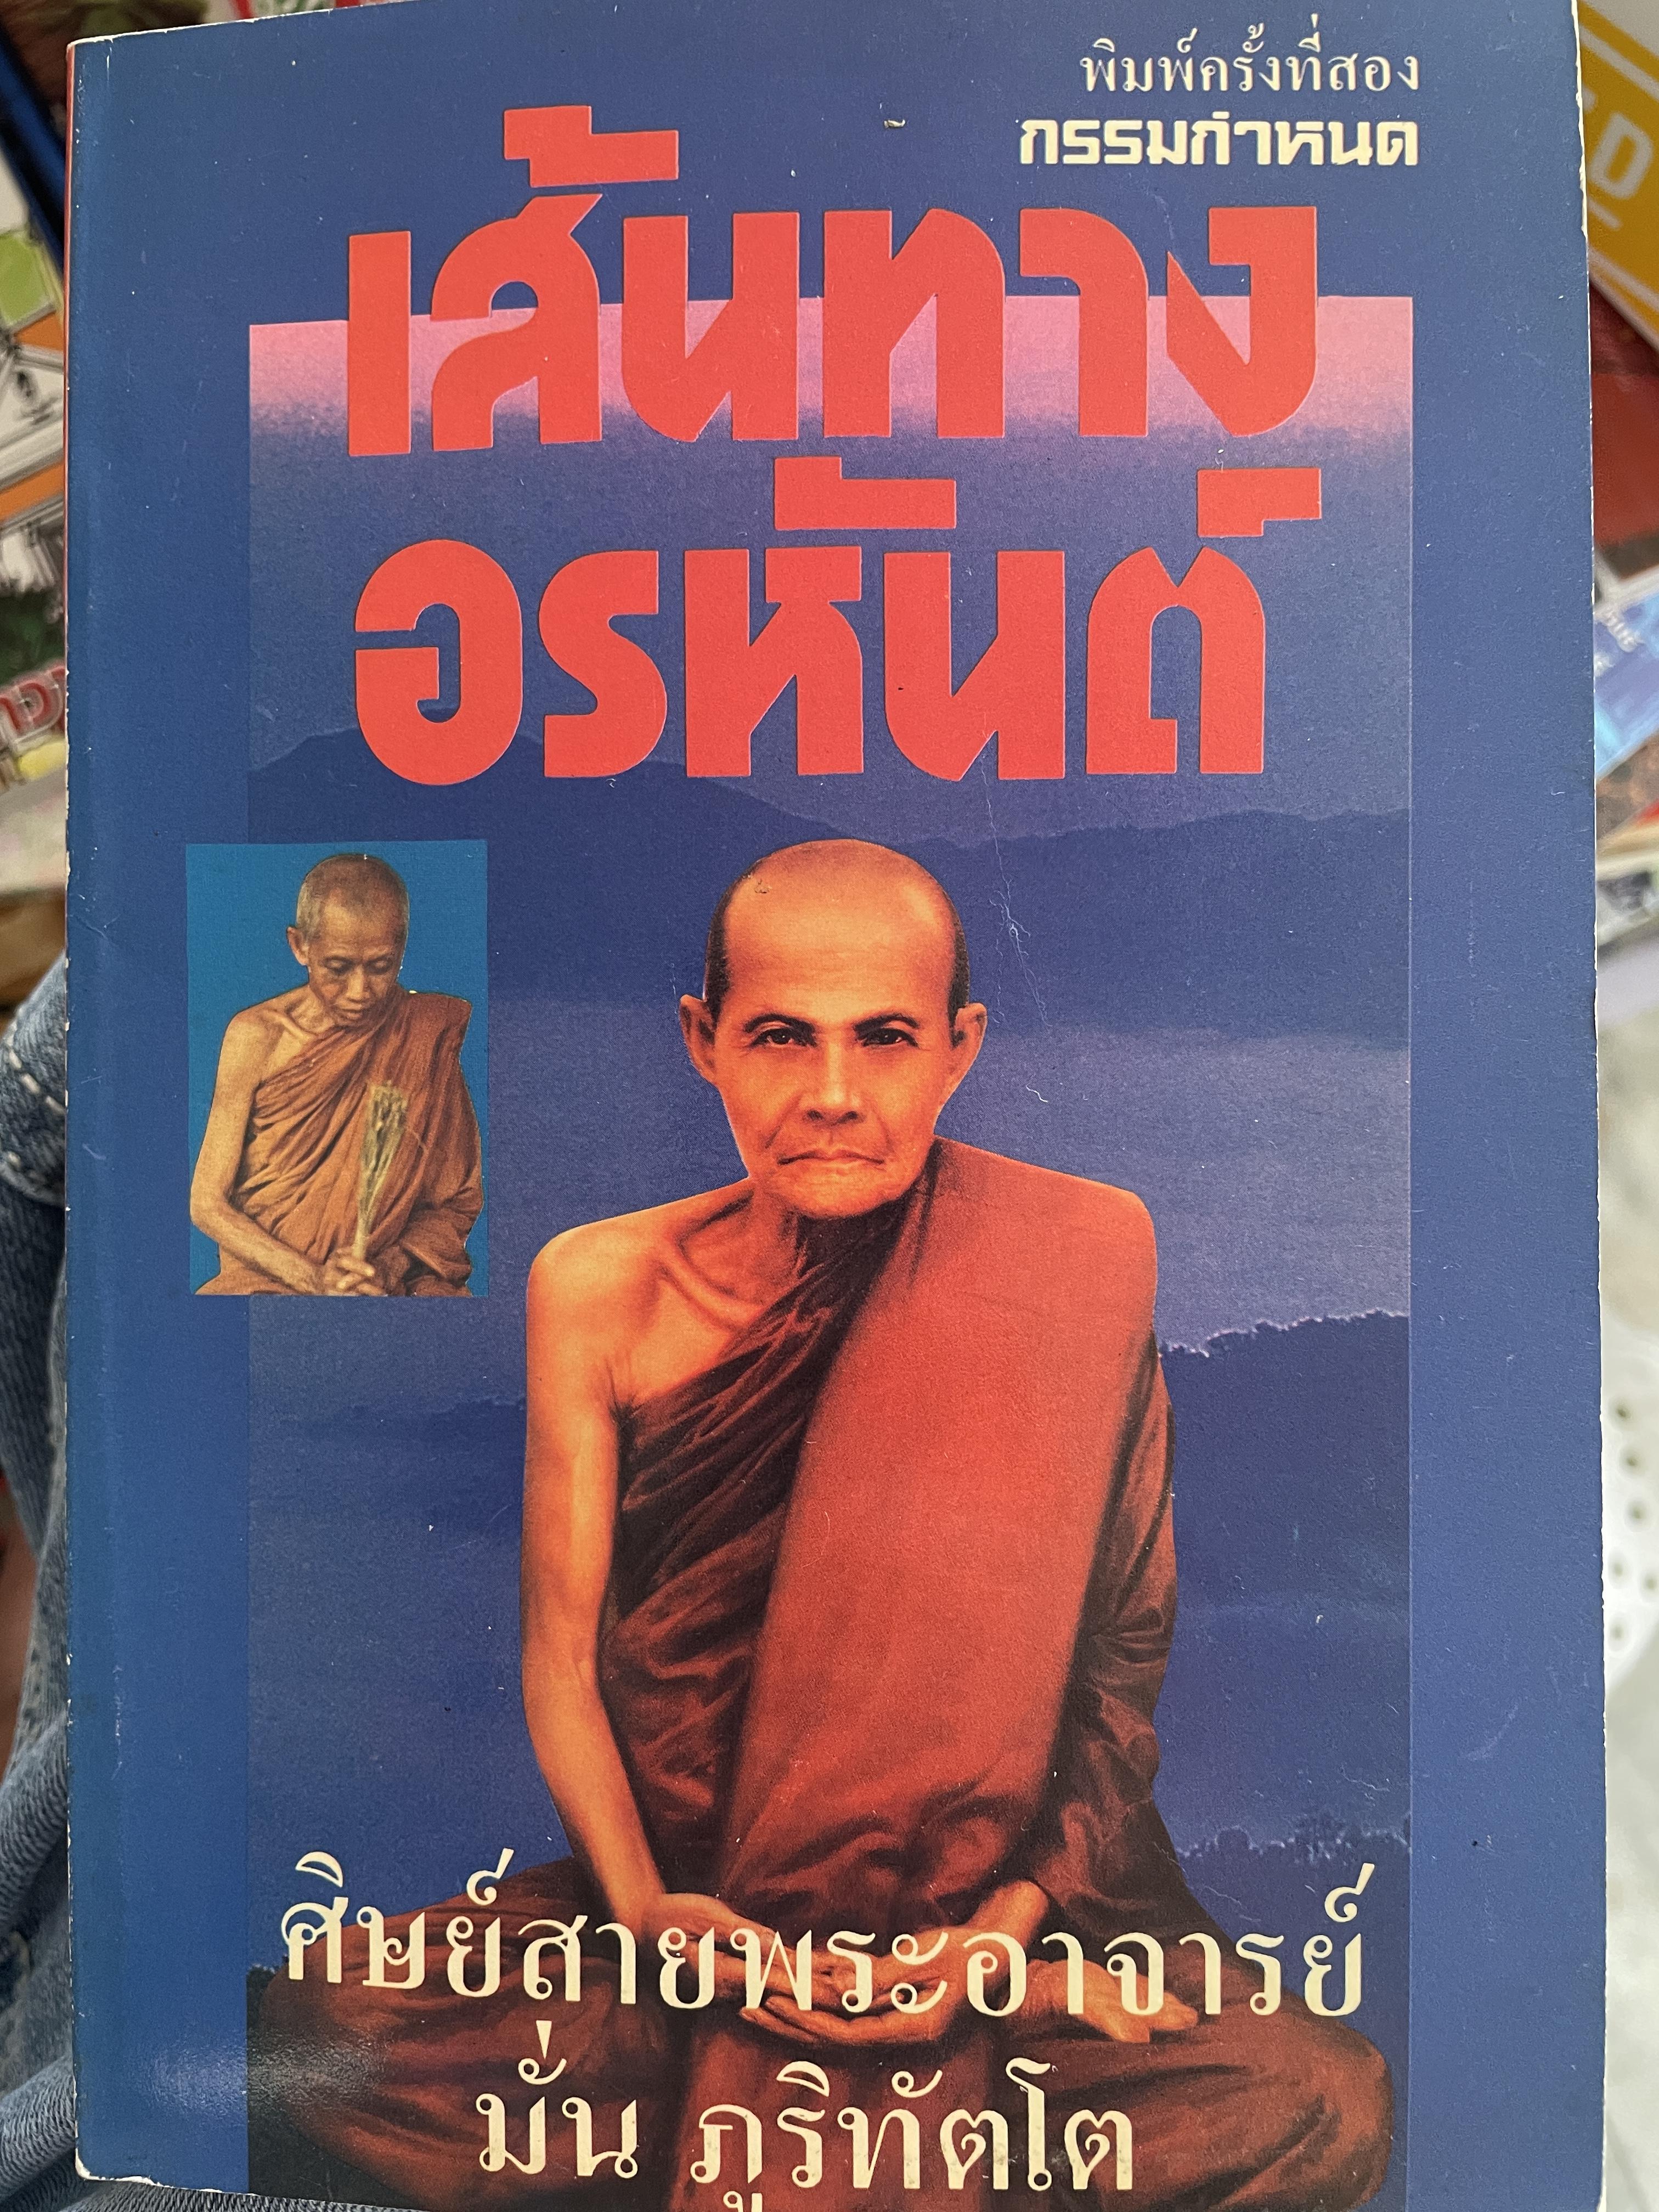 พิมพ์ครั้งที่สอง
กรรมกำหนด
เส้นทาง
อรหันต์
ศิษย์สายพระอาจารย์
มั่น ภูริทัตโต